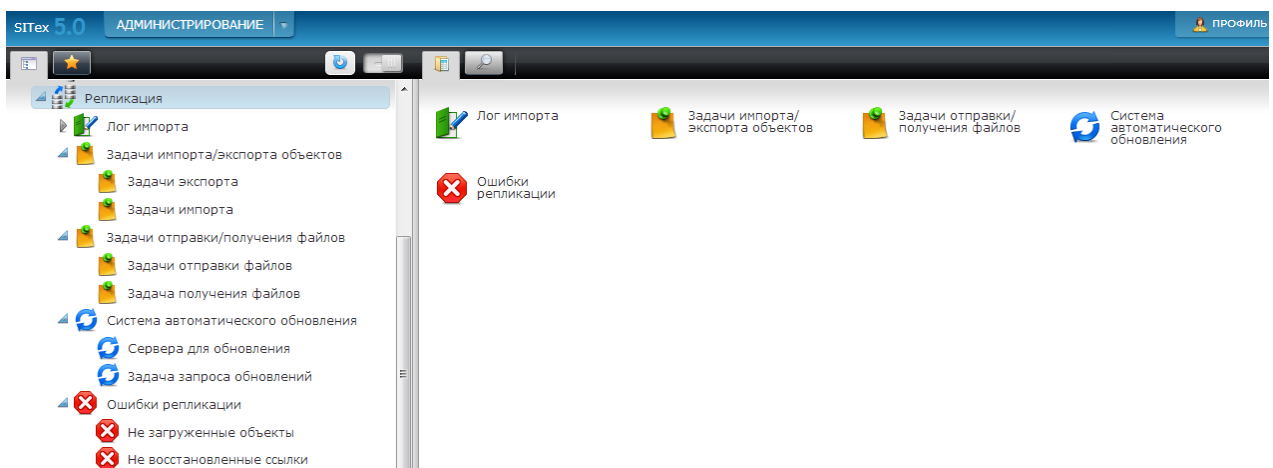 SITex 5.0 АДМИНИСТРИРОВАНИЕ ПРОФИЛЬ
Репликация
Лог импорта
Задачи импорта/экспорта объектов
Задачи экспорта
Задачи импорта
Задачи отправки/получения файлов
Задачи отправки файлов
Задача получения файлов
Система автоматического обновления
Сервера для обновления
Задача запроса обновлений
Ошибки репликации
Не загруженные объекты
Не восстановленные ссылки
Лог импорта
Задачи импорта/
экспорта объектов
Задачи отправки/
получения файлов
Система
автоматического
обновления
Ошибки
репликации